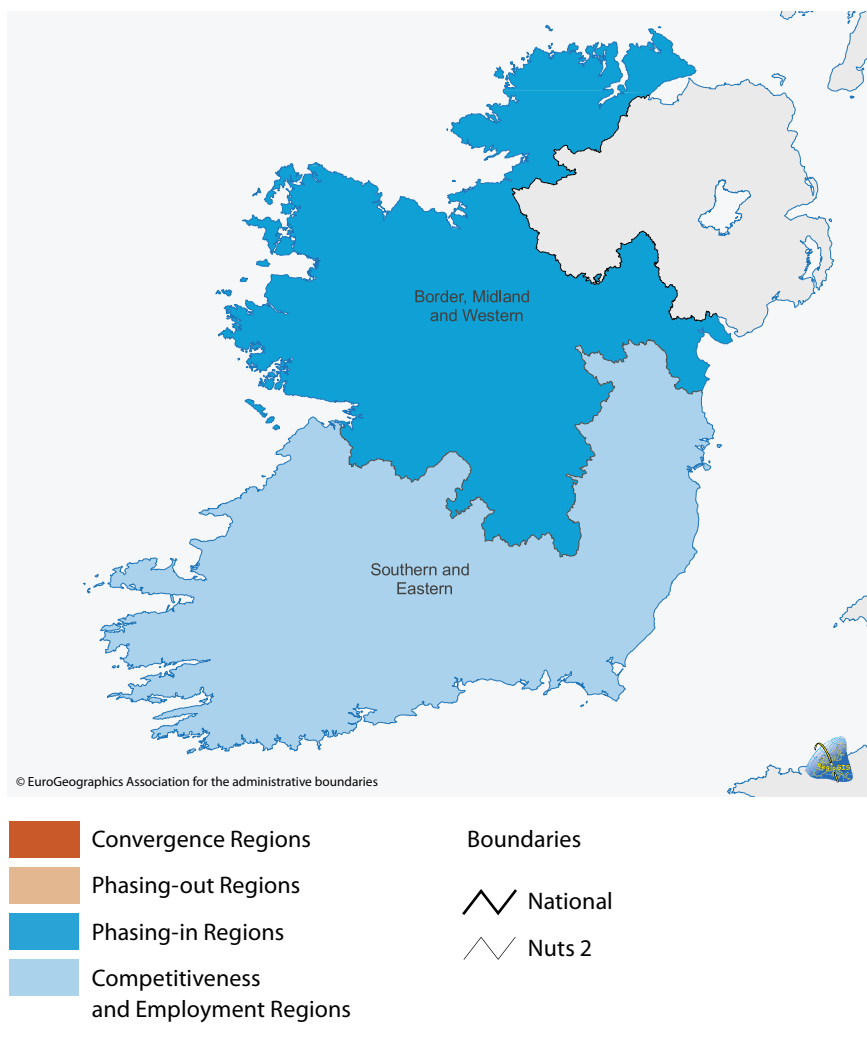 Border, Midland
and Western
Southern and
Eastern
© EuroGeographics Association for the administrative boundaries
Convergence Regions
Phasing-out Regions
Phasing-in Regions
Competitiveness
and Employment Regions
Boundaries
National
Nuts 2